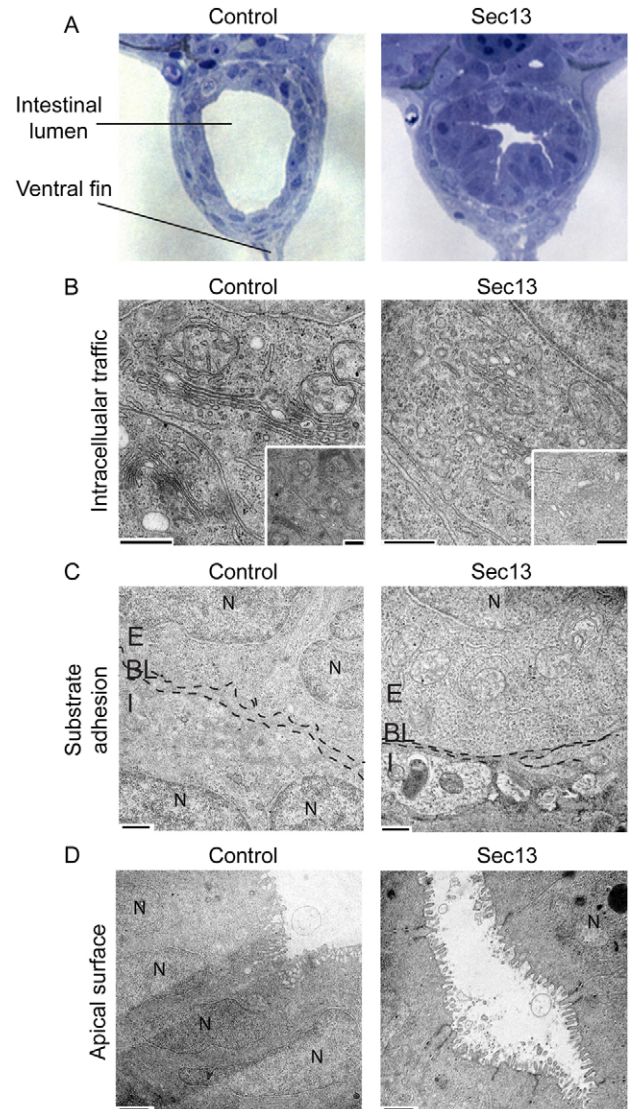 A
Control
Sec13
Intestinal
lumen
Ventral fin
B
Control
Sec13
Intracellualar traffic
C
Control
Sec13
Substrate
adhesion
N
E
BL
I
N
N
N
N
E
BL
I
D
Control
Sec13
Apical surface
N
N
N
N
N